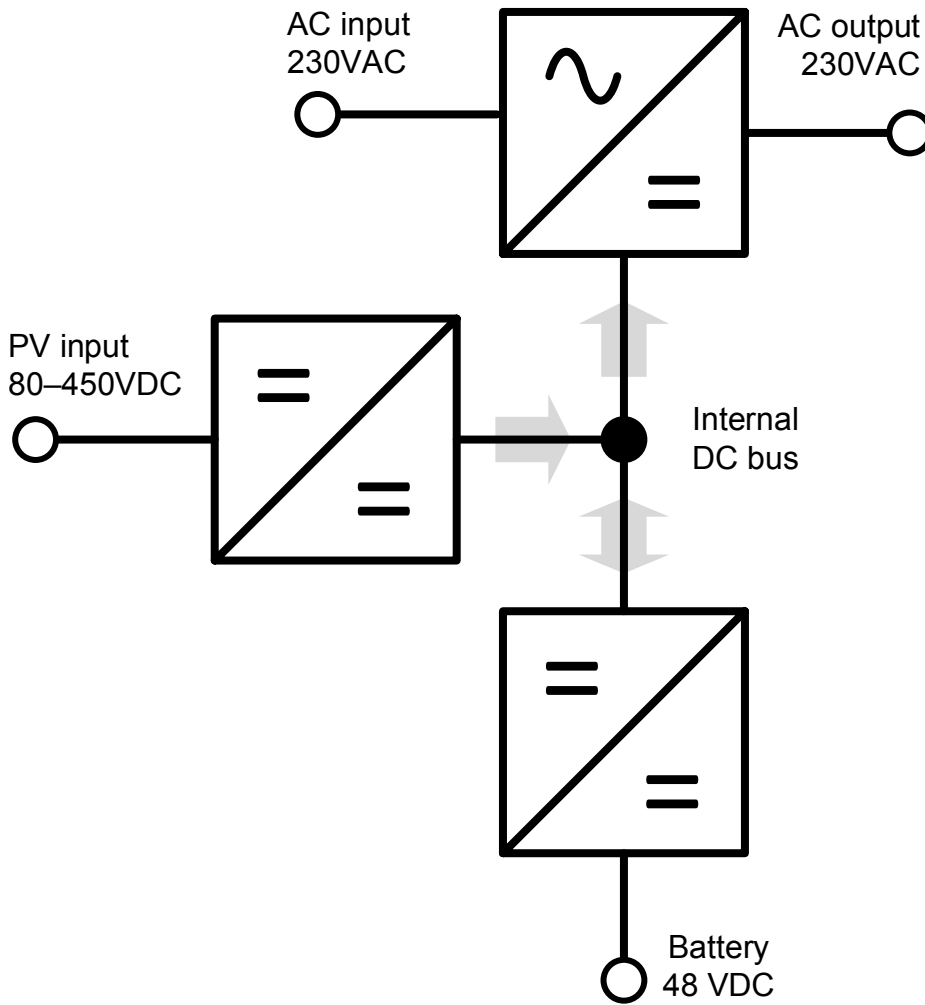 AC input
230VAC
AC output
230VAC
PV input
80–450VDC
Internal
DC bus
Battery
48 VDC